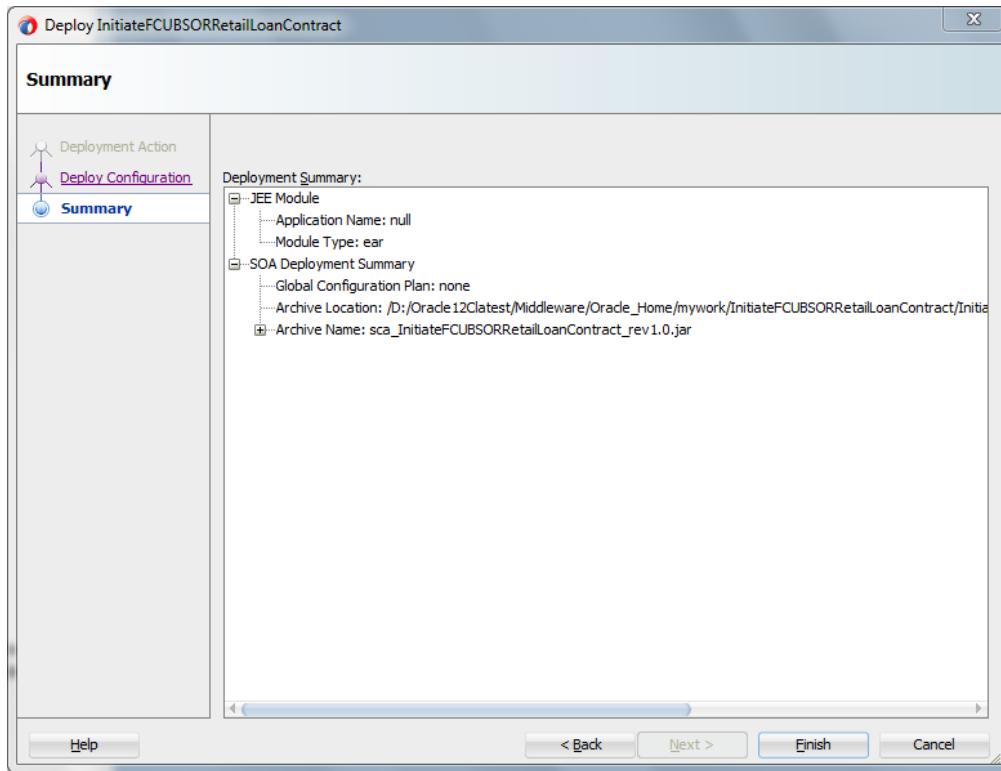 Deploy InitiateFCUBSORRetailLoanContract
Summary
Deployment Action
Deploy Configuration
Summary
Deployment Summary:
JEE Module
Application Name: null
Module Type: ear
SOA Deployment Summary
Global Configuration Plan: none
Archive Location: /D:/Oracle12Clatest/Middleware/Oracle_Home/mywork/InitiateFCUBSORRetailLoanContract/Initia
Archive Name: sca_InitiateFCUBSORRetailLoanContract_rev1.0.jar
Help
< Back
Next >
Finish
Cancel